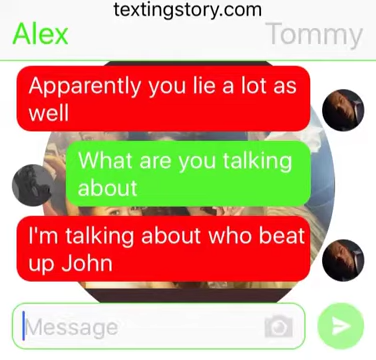 textingstory.com
Alex
Tommy
Apparently you lie a lot as
well
What are you talking
about
I'm talking about who beat
up John
Message